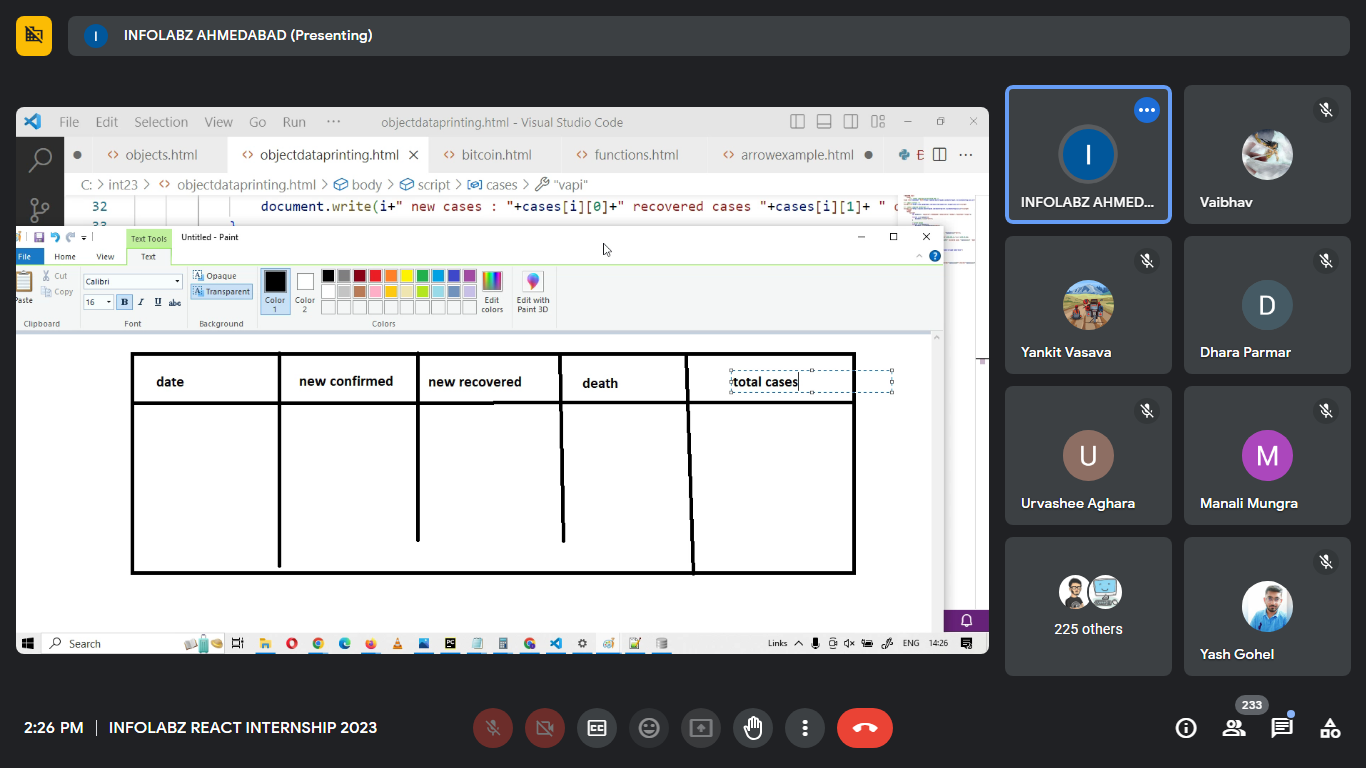 I INFOLABZ AHMEDABAD (Presenting)
File Edit Selection View Go Run ··· objectdataprinting.html - Visual Studio Code
objects.html objectdataprinting.html bitcoin.html functions.html arrowexample.html E ···
C: > int23 > objectdataprinting.html > body > script > cases > "vapi"
32 document.write(i+" new cases : "+cases[i][0]+" recovered cases "+cases[i][1]+ "
Text Tools Untitled - Paint
File Home View Text
Paste Cut Copy Clipboard
Calibri
16 B I U abc
Font
Opaque
Transparent
Background
Color 1
Color 2
Edit colors
Colors
Edit with Paint 3D
date new confirmed new recovered death total cases
Search PC Links ENG 14:26
I
INFOLABZ AHMED...
Vaibhav
Yankit Vasava
D
Dhara Parmar
U
Urvashee Aghara
M
Manali Mungra
225 others
Yash Gohel
2:26 PM | INFOLABZ REACT INTERNSHIP 2023
233